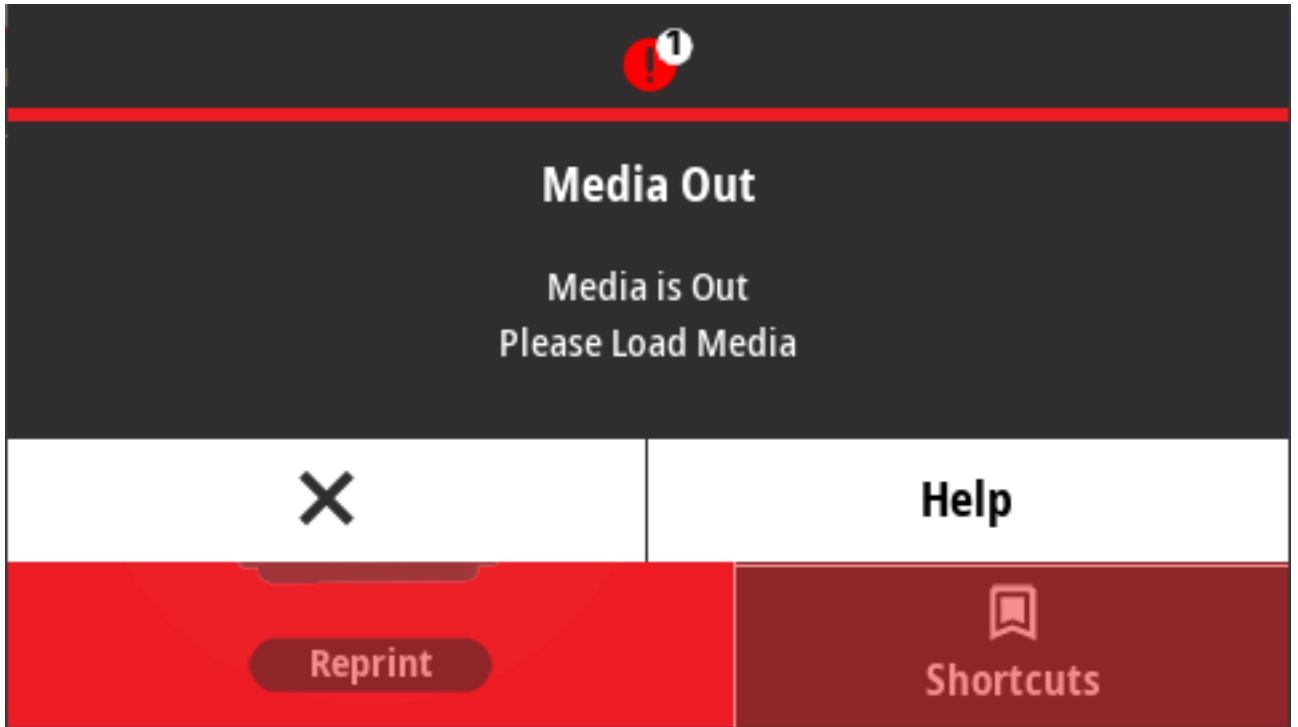 1
Media Out
Media is Out
Please Load Media
Help
Reprint
Shortcuts